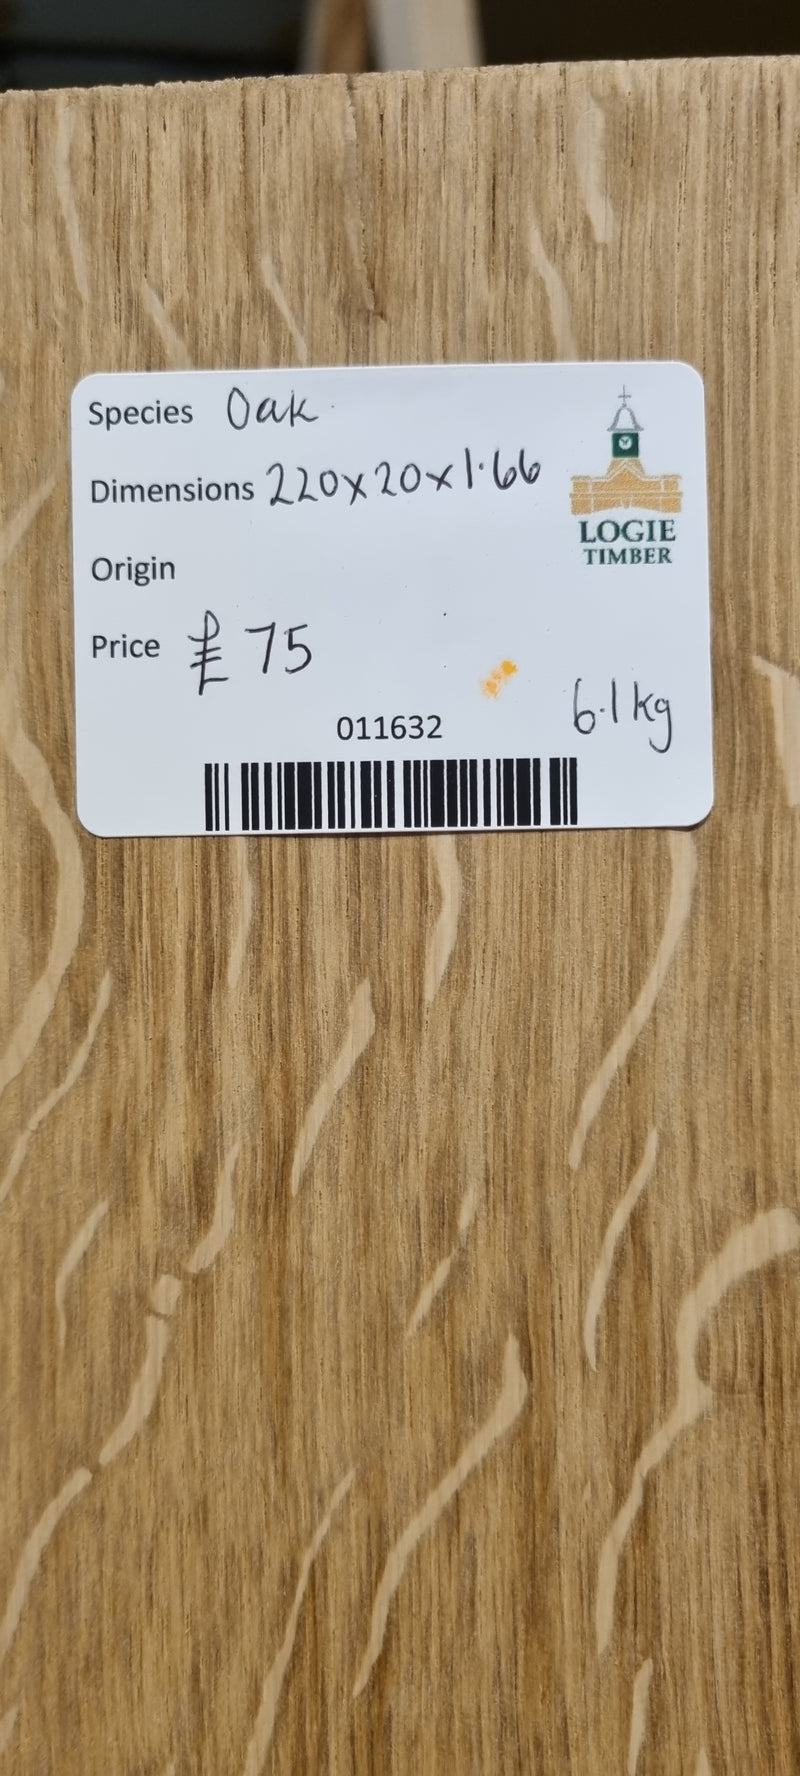 Species Oak
Dimensions 220x20x1.66
LOGIE
TIMBER
Origin
Price £ 75
6.1kg
011632